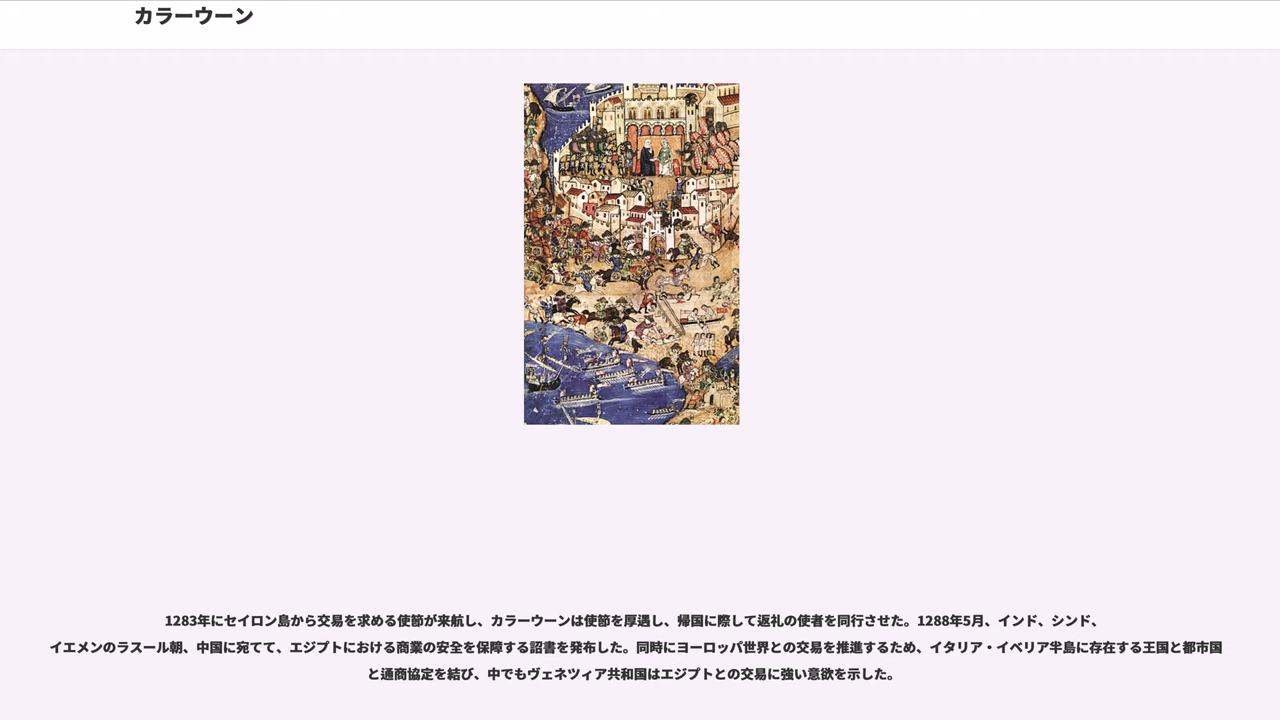 カラーウーン
1283年にセイロン島から交易を求める使節が来航し、カラーウーンは使節を厚遇し、帰国に際して返礼の使者を同行させた。1288年5月、インド、シンド、
イエメンのラスール朝、中国に宛てて、エジプトにおける商業の安全を保障する詔書を発布した。同時にヨーロッパ世界との交易を推進するため、イタリア・イベリア半島に存在する王国と都市国
と通商協定を結び、中でもヴェネツィア共和国はエジプトとの交易に強い意欲を示した。